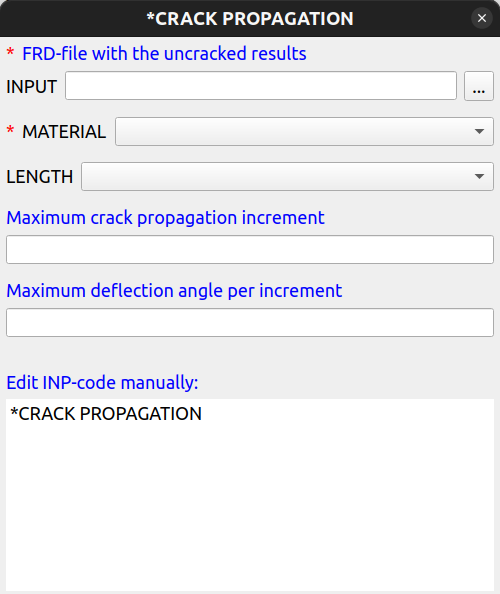 *CRACK PROPAGATION
* FRD-file with the uncracked results
INPUT ...
* MATERIAL
LENGTH
Maximum crack propagation increment
Maximum deflection angle per increment
Edit INP-code manually:
*CRACK PROPAGATION